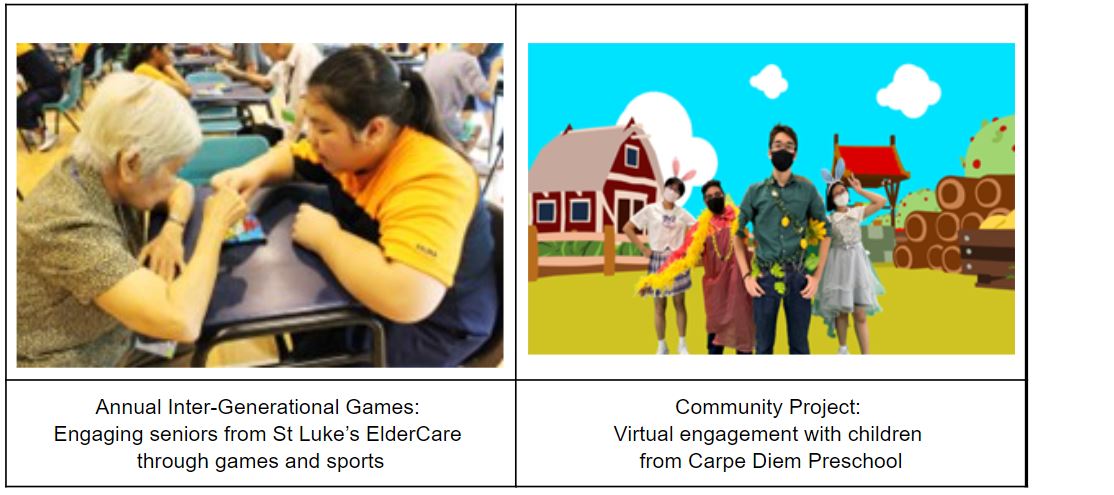 Annual Inter-Generational Games:
Engaging seniors from St Luke's ElderCare
through games and sports
Community Project:
Virtual engagement with children
from Carpe Diem Preschool